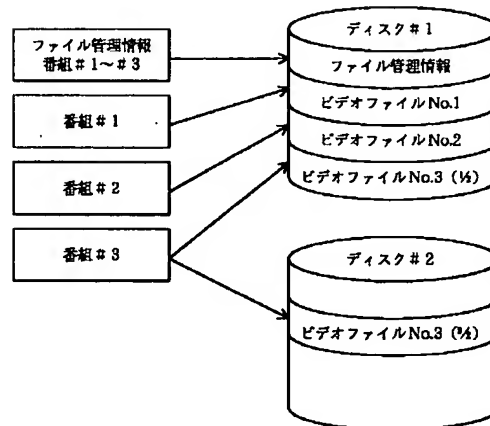 ファイル管理情報
番組＃1～＃3
番組＃1
番組＃2
番組＃3
ディスク＃1
ファイル管理情報
ビデオファイルNo.1
ビデオファイルNo.2
ビデオファイルNo.3（½）
ディスク＃2
ビデオファイルNo.3（²⁄₂）